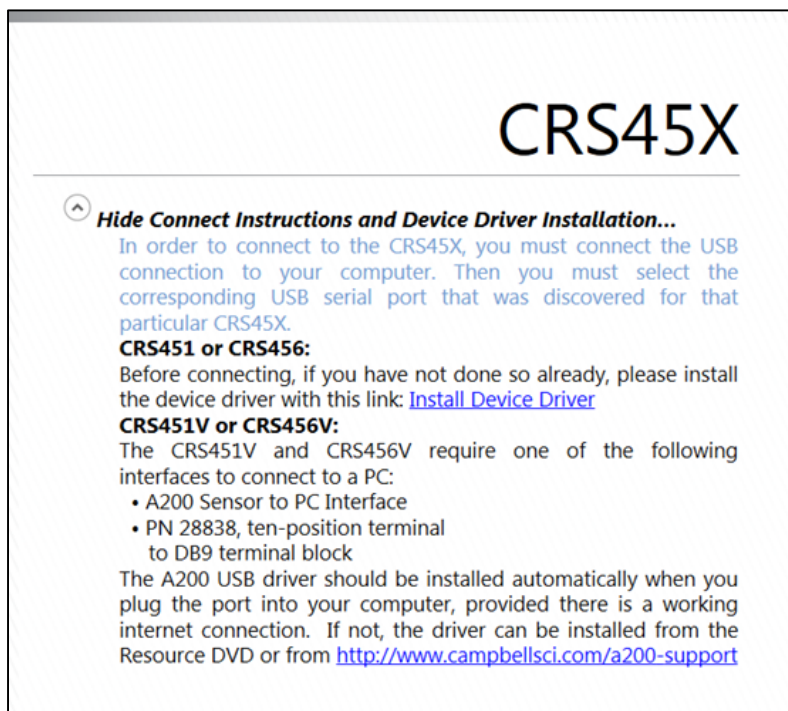 CRS45X
Hide Connect Instructions and Device Driver Installation...
In order to connect to the CRS45X, you must connect the USB
connection to your computer. Then you must select the
corresponding USB serial port that was discovered for that
particular CRS45X.
CRS451 or CRS456:
Before connecting, if you have not done so already, please install
the device driver with this link: Install Device Driver
CRS451V or CRS456V:
The CRS451V and CRS456V require one of the following
interfaces to connect to a PC:
• A200 Sensor to PC Interface
• PN 28838, ten-position terminal
to DB9 terminal block
The A200 USB driver should be installed automatically when you
plug the port into your computer, provided there is a working
internet connection.  If not, the driver can be installed from the
Resource DVD or from http://www.campbellsci.com/a200-support